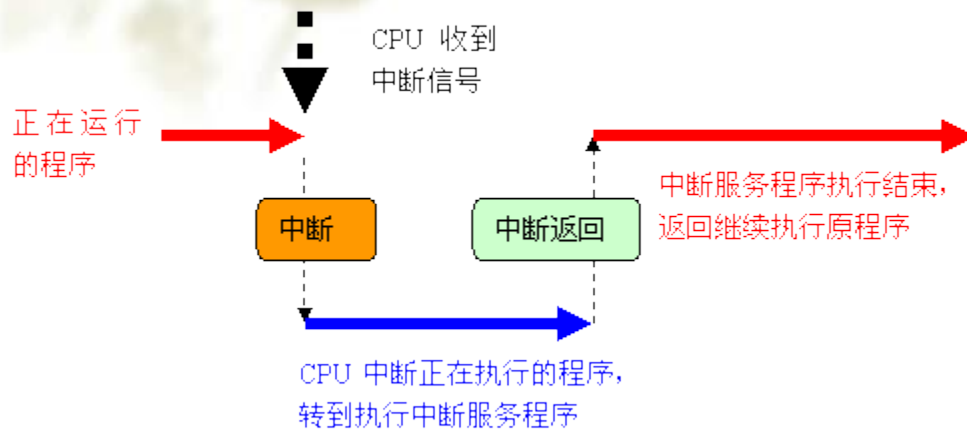 CPU 收到
中断信号
正在运行
的程序
中断
中断返回
中断服务程序执行结束，
返回继续执行原程序
CPU 中断正在执行的程序，
转到执行中断服务程序